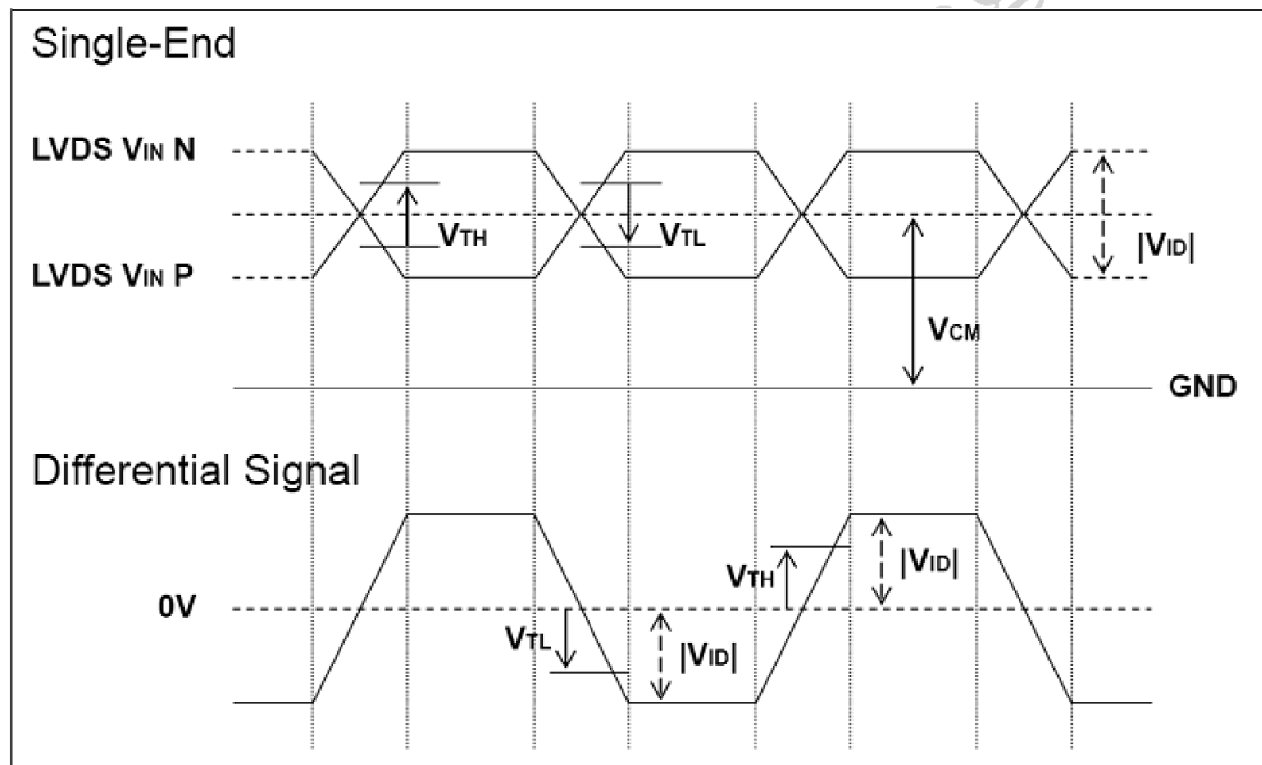 Single-End
LVDS VIN N
VTH
VTL
|VID|
LVDS VIN P
VCM
GND
Differential Signal
VTH
|VID|
0V
VTL
|VID|